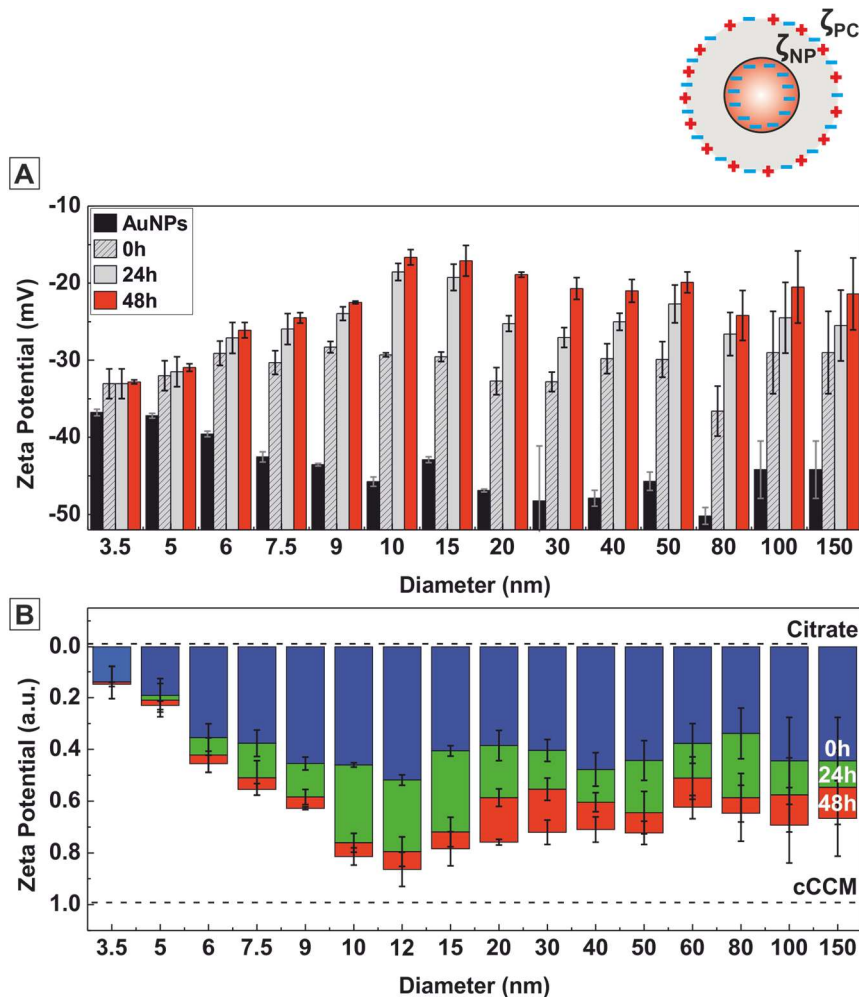 ζPC
ζNP
A
-10
-20
-30
-40
-50
Zeta Potential (mV)
AuNPs
0h
24h
48h
3.5 5 6 7.5 9 10 15 20 30 40 50 80 100 150
Diameter (nm)
B
Citrate
0.0
0.2
0.4
0.6
0.8
1.0
Zeta Potential (a.u.)
0h
24h
48h
cCCM
3.5 5 6 7.5 9 10 12 15 20 30 40 50 60 80 100 150
Diameter (nm)